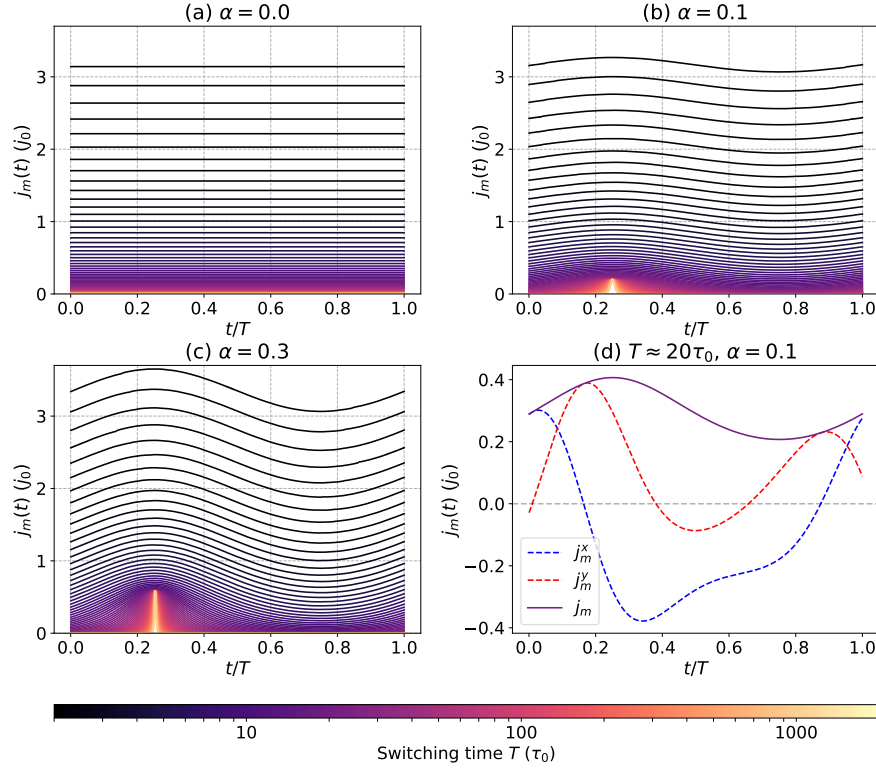 (a) α = 0.0
j_m(t) (j_0)
3
2
1
0
0.0 0.2 0.4 0.6 0.8 1.0
t/T
(b) α = 0.1
j_m(t) (j_0)
3
2
1
0
0.0 0.2 0.4 0.6 0.8 1.0
t/T
(c) α = 0.3
j_m(t) (j_0)
3
2
1
0
0.0 0.2 0.4 0.6 0.8 1.0
t/T
(d) T ≈ 20τ_0, α = 0.1
j_m(t) (j_0)
0.4
0.2
0.0
−0.2
−0.4
j_m^x
j_m^y
j_m
0.0 0.2 0.4 0.6 0.8 1.0
t/T
10 100 1000
Switching time T (τ_0)